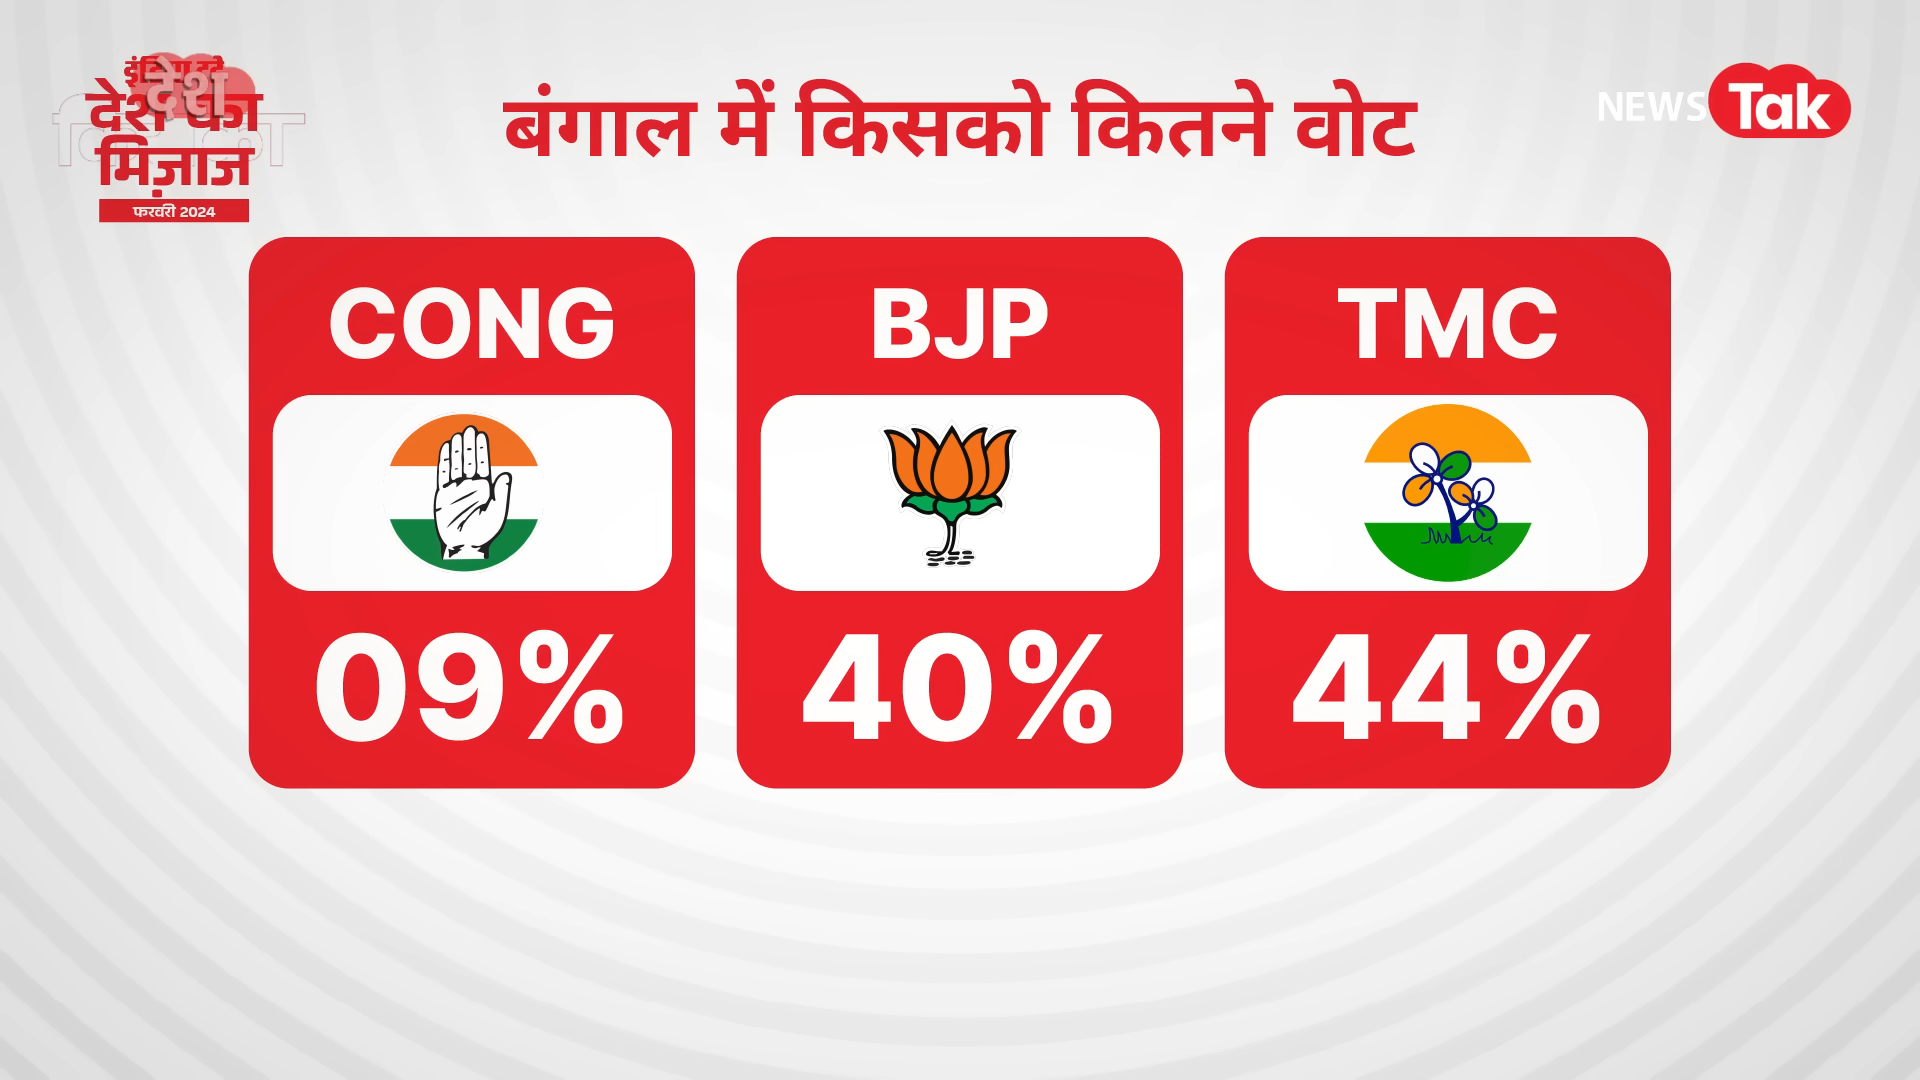 देश का
मिज़ाज
फरवरी 2024
बंगाल में किसको कितने वोट
NEWS Tak
CONG
BJP
TMC
09%
40%
44%